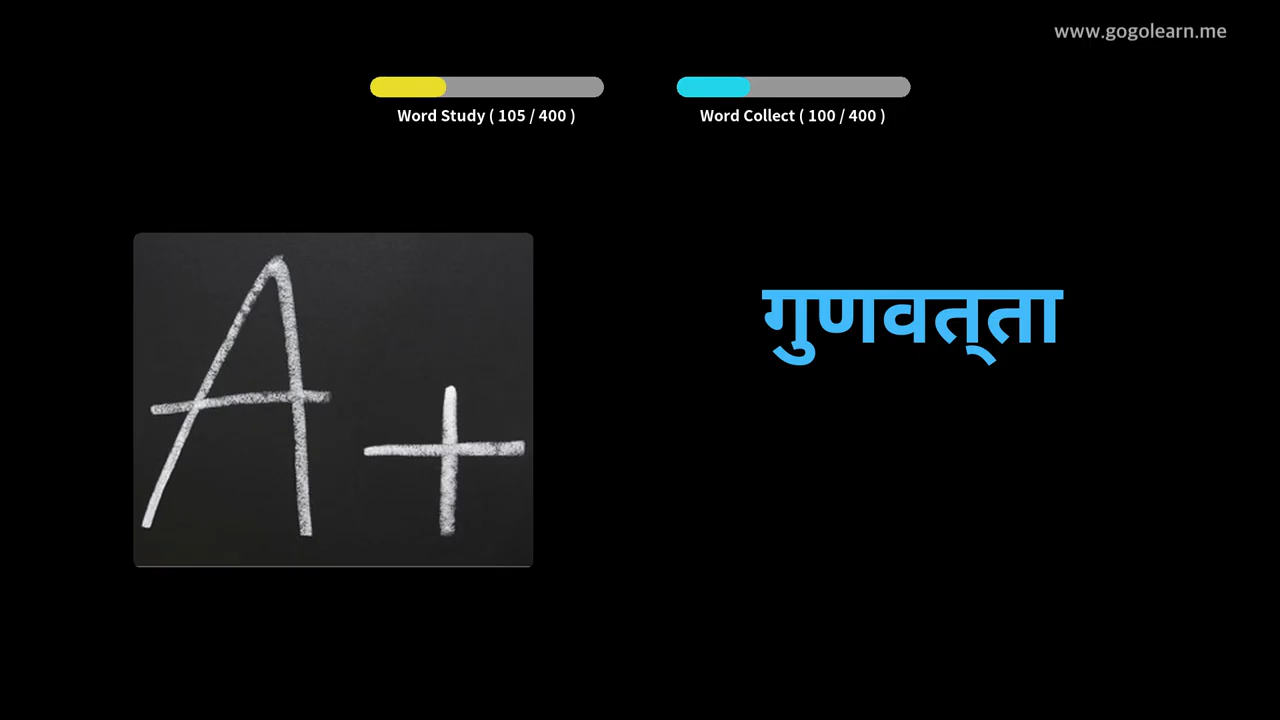 www.gogolearn.me
Word Study ( 105 / 400 )
Word Collect ( 100 / 400 )
A+
गुणवत्‌ता